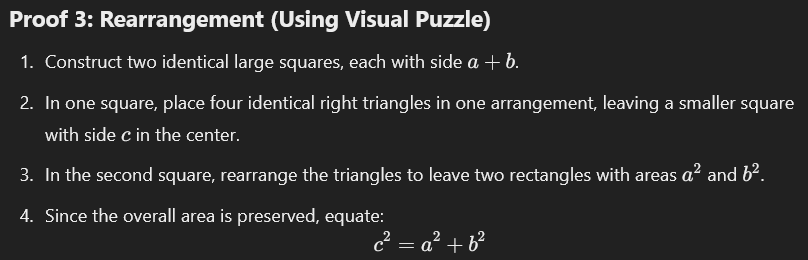 Proof 3: Rearrangement (Using Visual Puzzle)
1. Construct two identical large squares, each with side a + b.
2. In one square, place four identical right triangles in one arrangement, leaving a smaller square
with side c in the center.
3. In the second square, rearrange the triangles to leave two rectangles with areas a² and b².
4. Since the overall area is preserved, equate:
c² = a² + b²